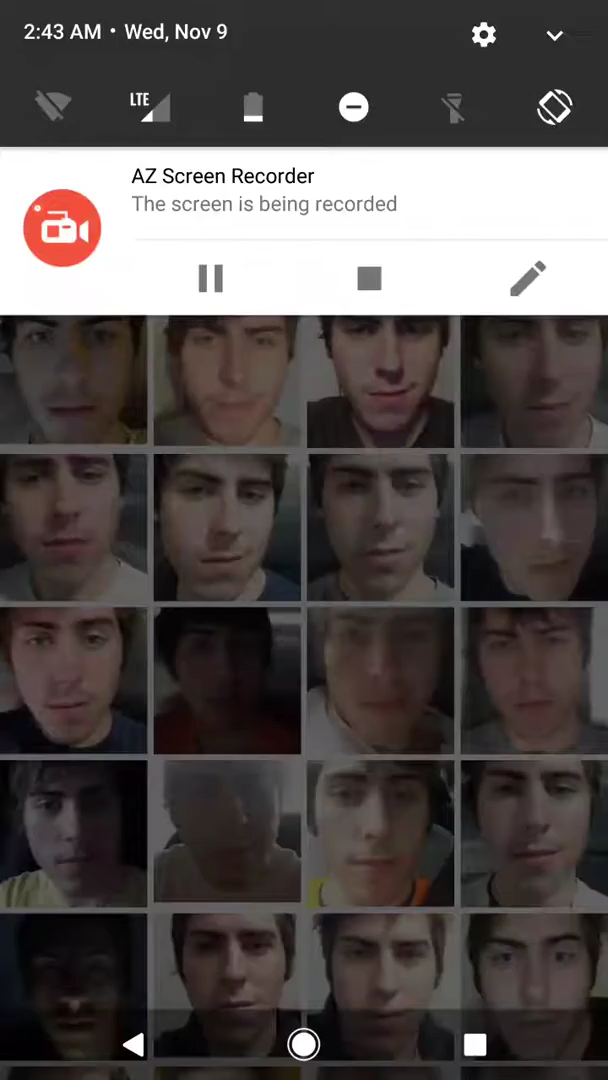 2:43 AM • Wed, Nov 9
LTE
AZ Screen Recorder
The screen is being recorded